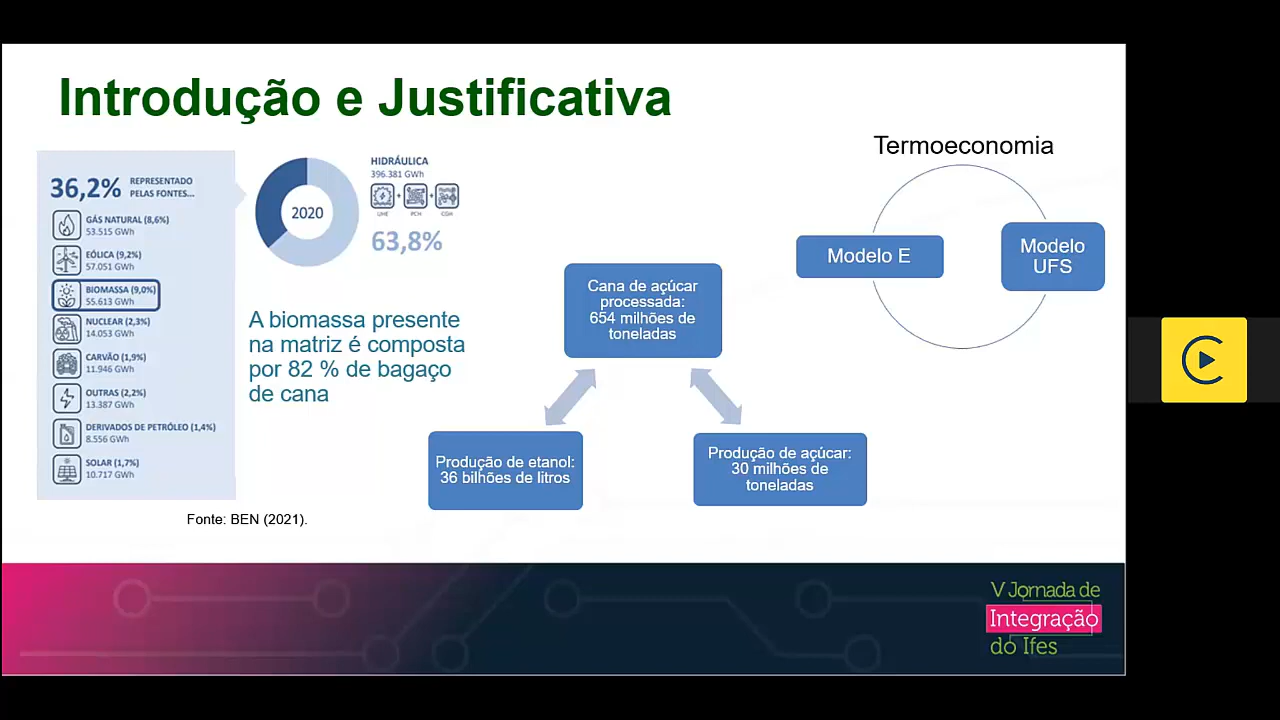 Introdução e Justificativa
36,2%
REPRESENTADO
PELAS FONTES...
GÁS NATURAL (8,6%)
53.515 GWh
EÓLICA (9,2%)
57.051 GWh
BIOMASSA (9,0%)
55.613 GWh
NUCLEAR (2,3%)
14.053 GWh
CARVÃO (1,9%)
11.946 GWh
OUTRAS (2,2%)
13.387 GWh
DERIVADOS DE PETRÓLEO (1,4%)
8.556 GWh
SOLAR (1,7%)
10.717 GWh
Fonte: BEN (2021).
2020
HIDRÁULICA
396.381 GWh
UHE
PCH
CGH
63,8%
A biomassa presente
na matriz é composta
por 82 % de bagaço
de cana
Cana de açúcar
processada:
654 milhões de
toneladas
Produção de etanol:
36 bilhões de litros
Produção de açúcar:
30 milhões de
toneladas
Termoeconomia
Modelo E
Modelo
UFS
V Jornada de
Integração
do Ifes